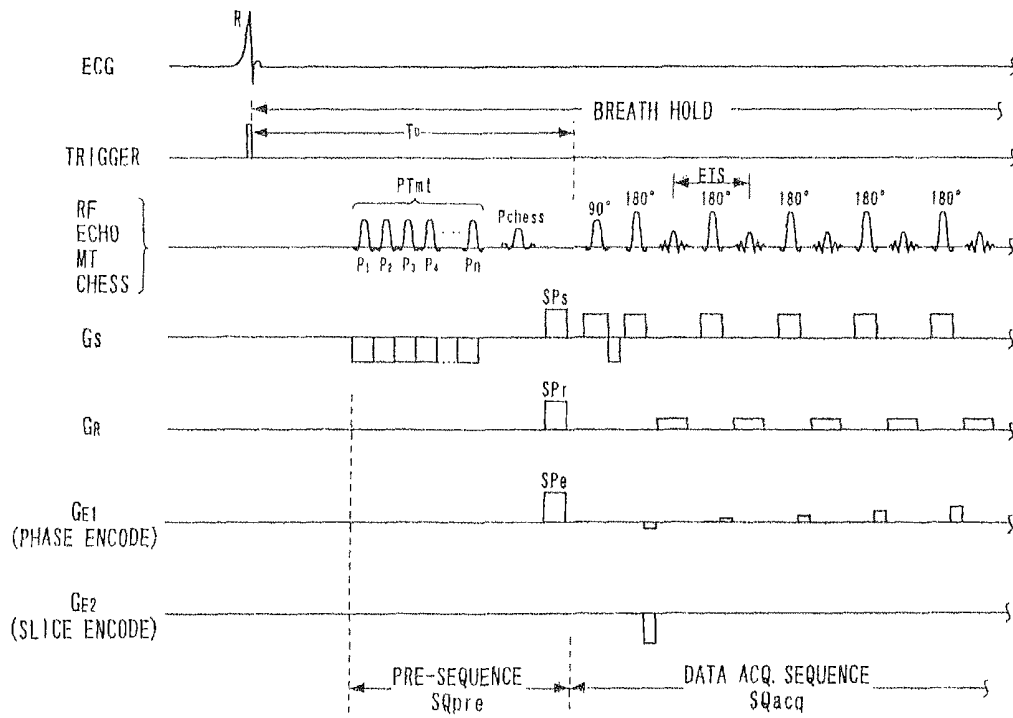 R
ECG
BREATH HOLD
TD
TRIGGER
PTmt
ETS
RF
ECHO
MT
CHESS
Pchess
90° 180° 180° 180° 180° 180°
P1 P2 P3 P4 ... Pn
SPs
Gs
SPr
GR
SPe
GE1
(PHASE ENCODE)
GE2
(SLICE ENCODE)
PRE-SEQUENCE
SQpre
DATA ACQ. SEQUENCE
SQacq